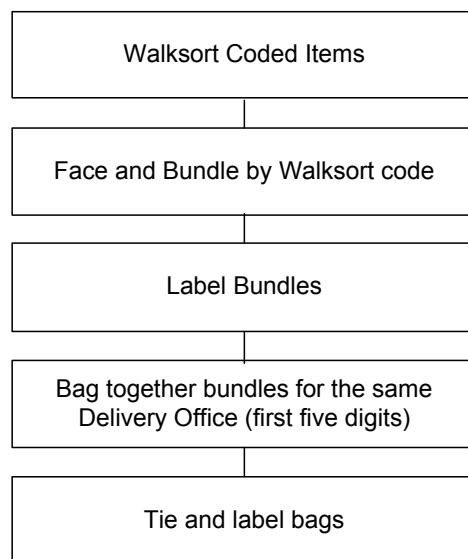 Walksort Coded Items
Face and Bundle by Walksort code
Label Bundles
Bag together bundles for the same
Delivery Office (first five digits)
Tie and label bags